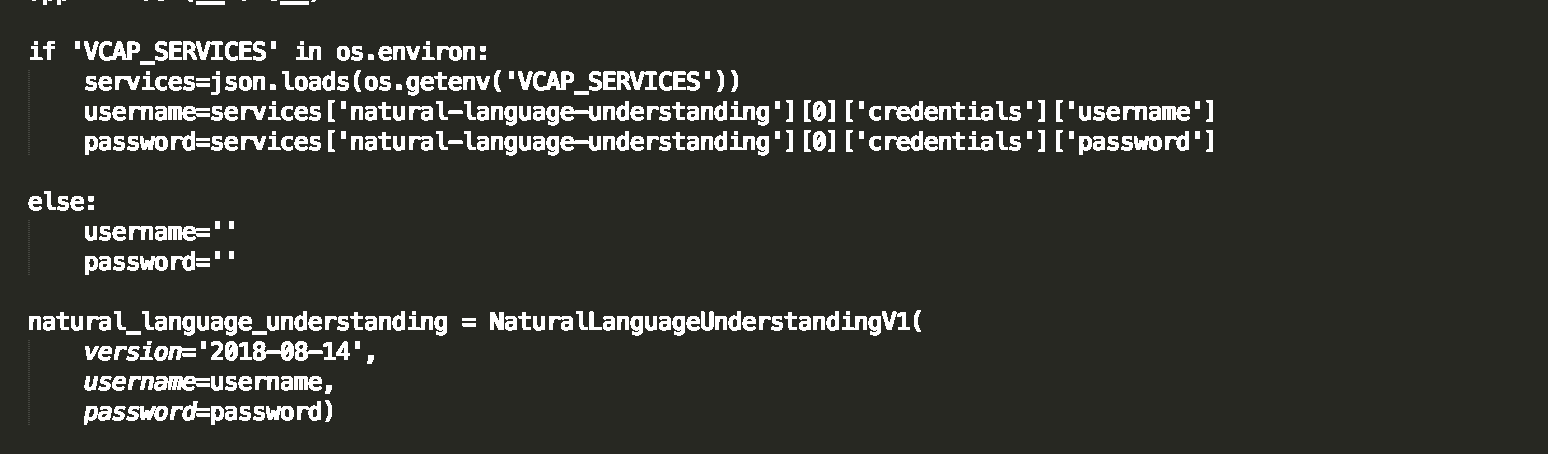 if 'VCAP_SERVICES' in os.environ:
    services=json.loads(os.getenv('VCAP_SERVICES'))
    username=services['natural-language-understanding'][0]['credentials']['username']
    password=services['natural-language-understanding'][0]['credentials']['password']
else:
    username=''
    password=''
natural_language_understanding = NaturalLanguageUnderstandingV1(
    version='2018-08-14',
    username=username,
    password=password)